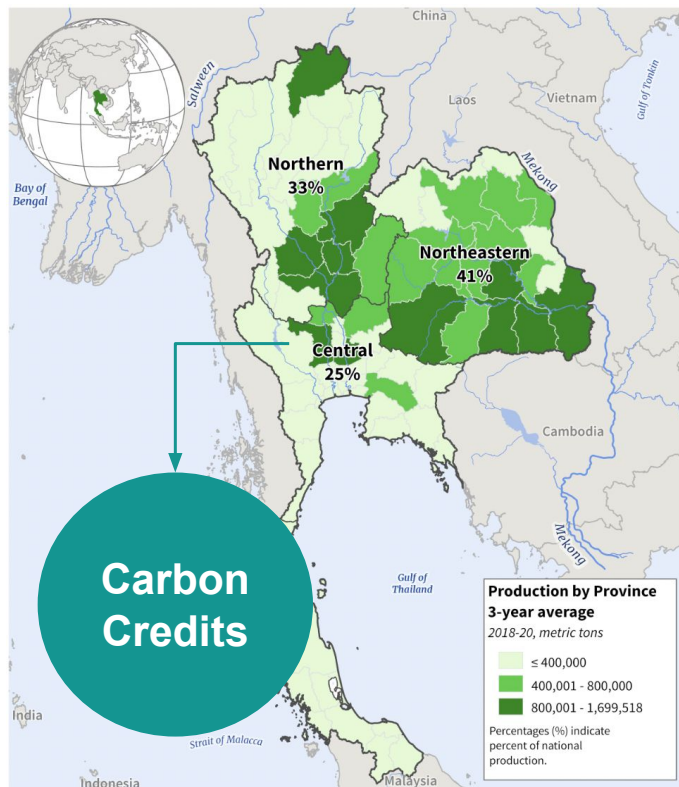 China
Salween
Laos
Vietnam
Gulf of Tonkin
Northern
33%
Mekong
Bay of
Bengal
Northeastern
41%
Central
25%
Cambodia
Mekong
Carbon
Credits
Gulf of
Thailand
Production by Province
3-year average
2018-20, metric tons
≤ 400,000
400,001 - 800,000
800,001 - 1,699,518
Percentages (%) indicate
percent of national
production.
India
Strait of Malacca
Indonesia
Malaysia